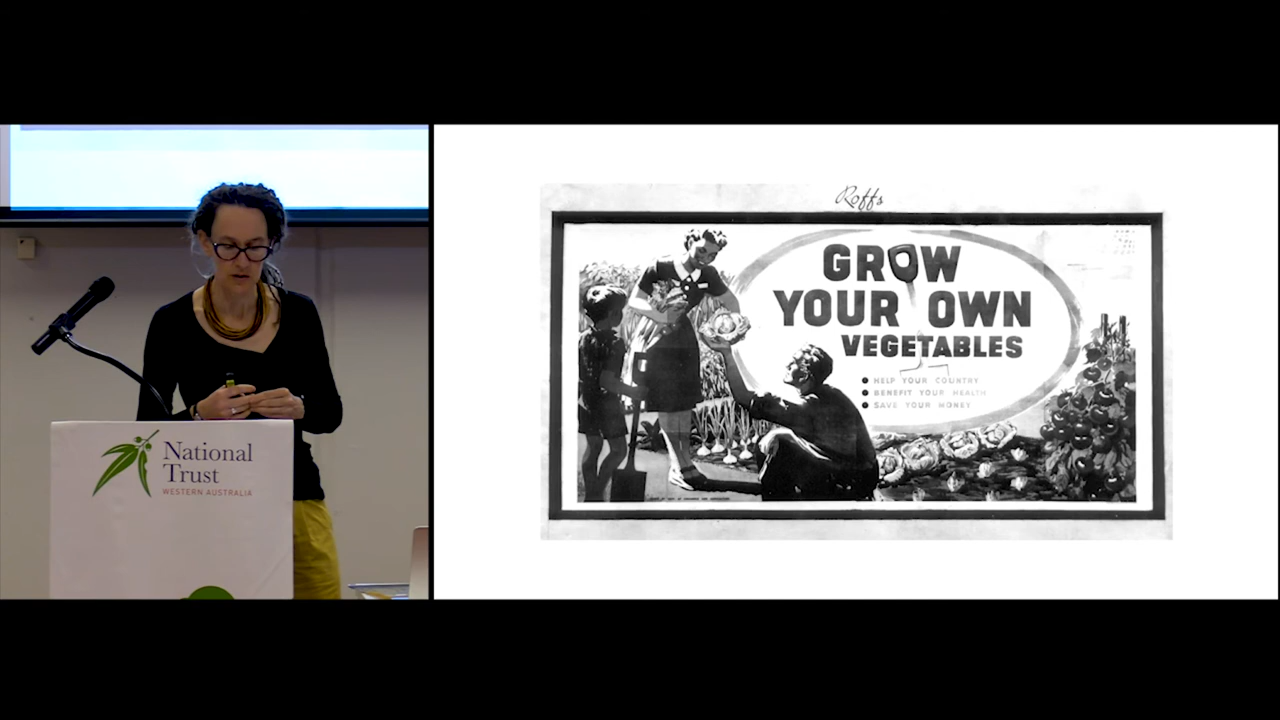 National
Trust
WESTERN AUSTRALIA
Roffs
GROW
YOUR OWN
VEGETABLES
HELP YOUR COUNTRY
BENEFIT YOUR HEALTH
SAVE YOUR MONEY